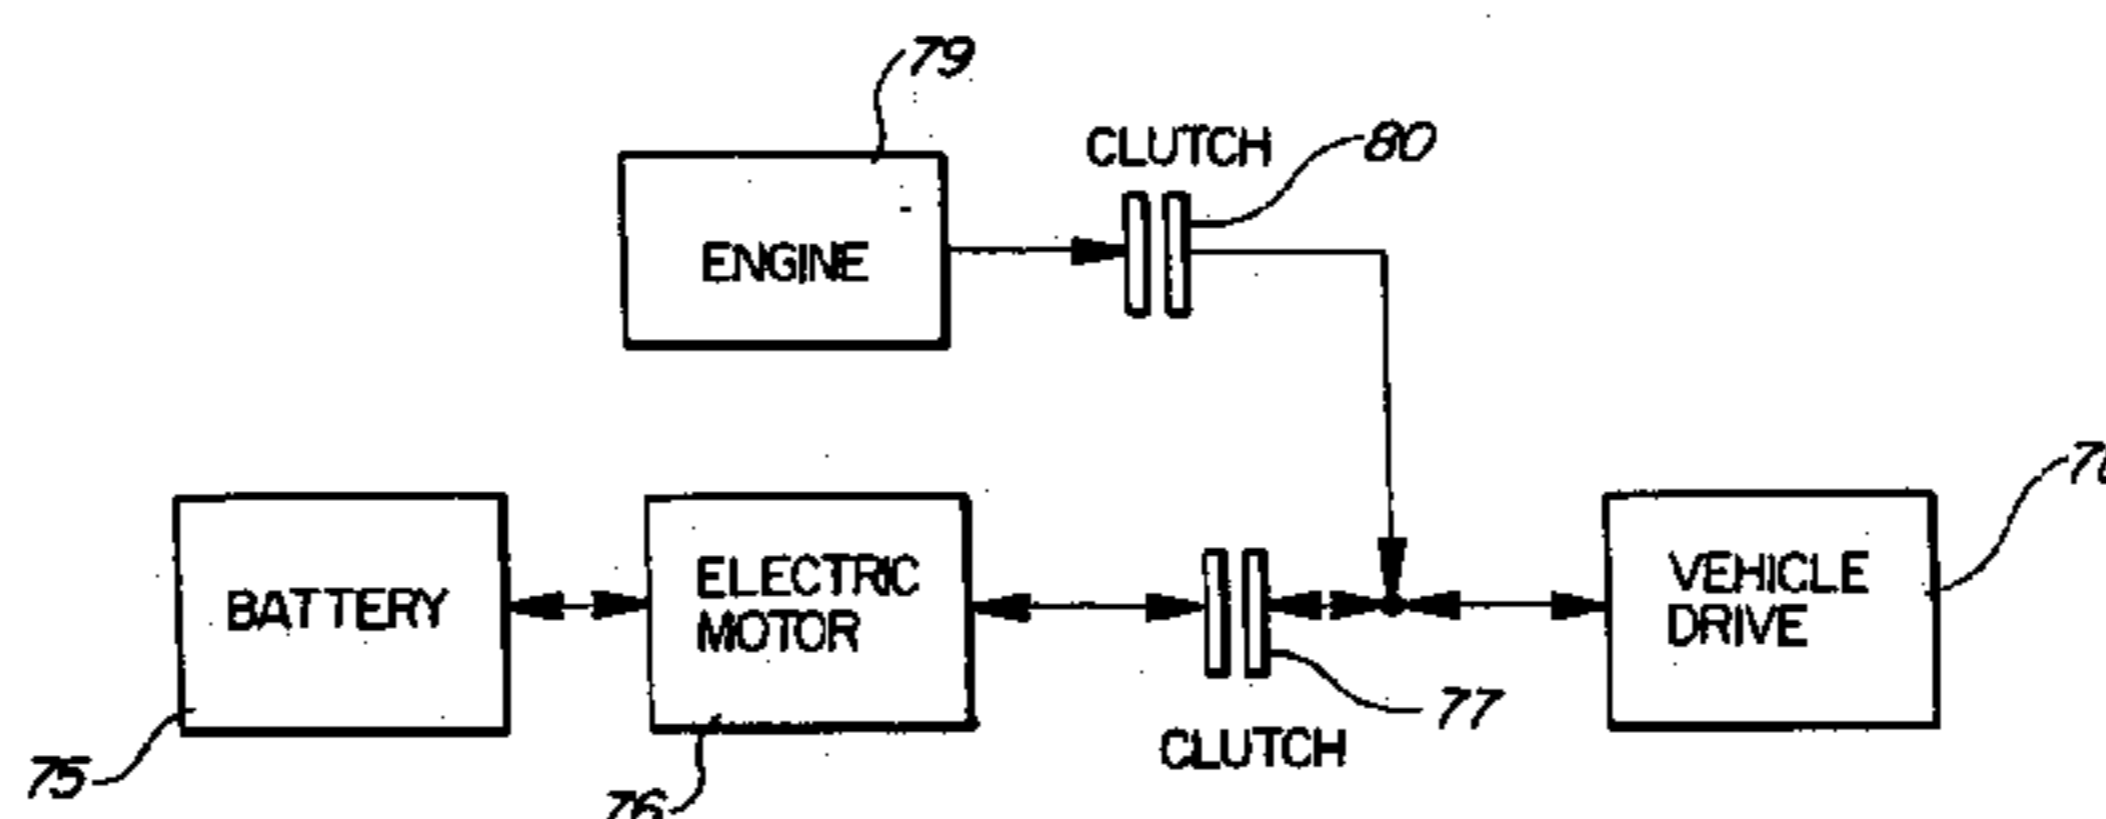 79
CLUTCH
80
ENGINE
BATTERY
ELECTRIC
MOTOR
VEHICLE
DRIVE
77
CLUTCH
75
76